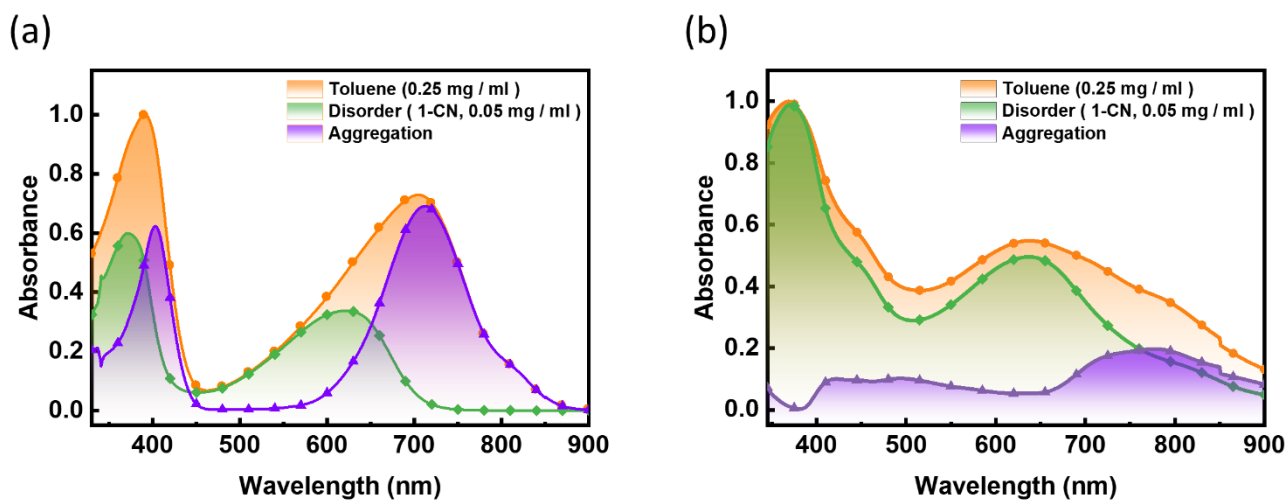 (a)
(b)
Toluene (0.25 mg / ml )
Disorder ( 1-CN, 0.05 mg / ml )
Aggregation
1.0
0.8
0.6
0.4
0.2
0.0
Absorbance
400
500
600
700
800
900
Wavelength (nm)
Toluene (0.25 mg / ml )
Disorder ( 1-CN, 0.05 mg / ml )
Aggregation
1.0
0.8
0.6
0.4
0.2
0.0
Absorbance
400
500
600
700
800
900
Wavelength (nm)